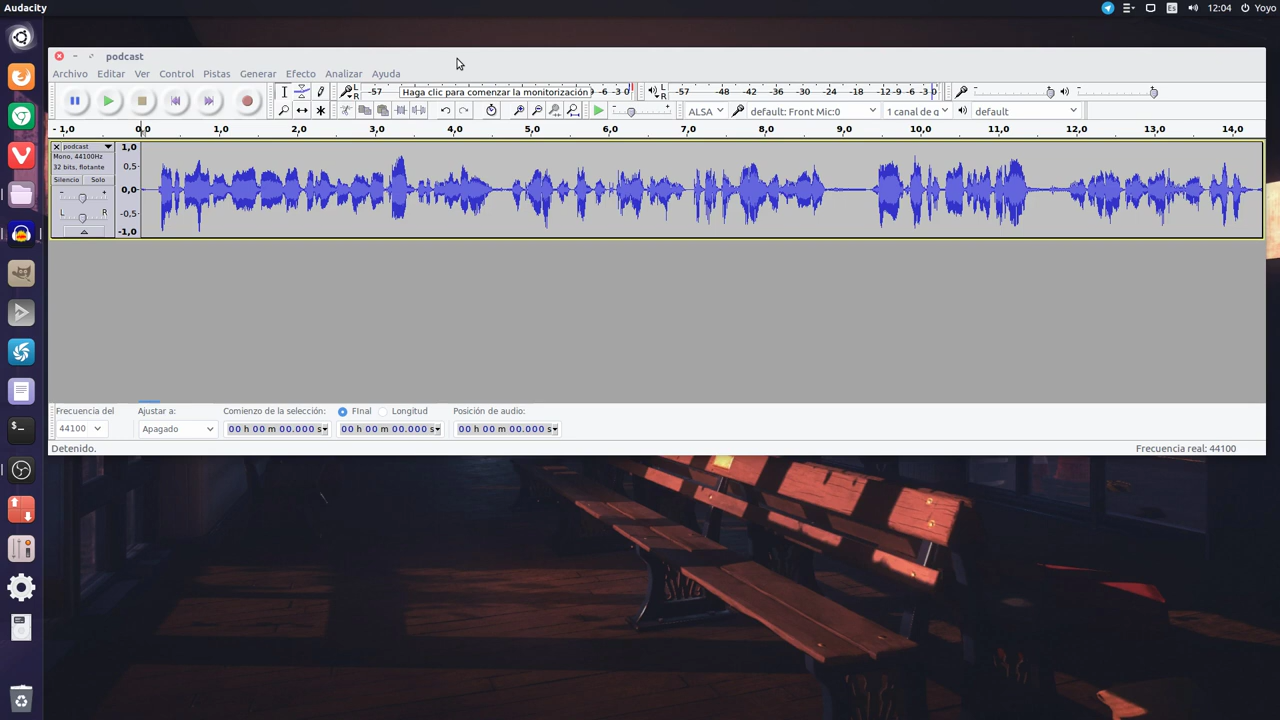 Audacity
Es
12:04
Yoyo
podcast
Archivo Editar Ver Control Pistas Generar Efecto Analizar Ayuda
L
R
-57
Haga clic para comenzar la monitorización
-6 -3 0
L
R
-57 -48 -42 -36 -30 -24 -18 -12 -9 -6 -3 0
ALSA
default: Front Mic:0
1 canal de g
default
- 1,0 0,0 1,0 2,0 3,0 4,0 5,0 6,0 7,0 8,0 9,0 10,0 11,0 12,0 13,0 14,0
podcast
Mono, 44100Hz
32 bits, flotante
Silencio Solo
- +
L R
1,0
0,5
0,0
-0,5
-1,0
Frecuencia del
Ajustar a:
Comienzo de la selección:
Final
Longitud
Posición de audio:
44100
Apagado
00 h 00 m 00.000 s
00 h 00 m 00.000 s
00 h 00 m 00.000 s
Detenido.
Frecuencia real: 44100